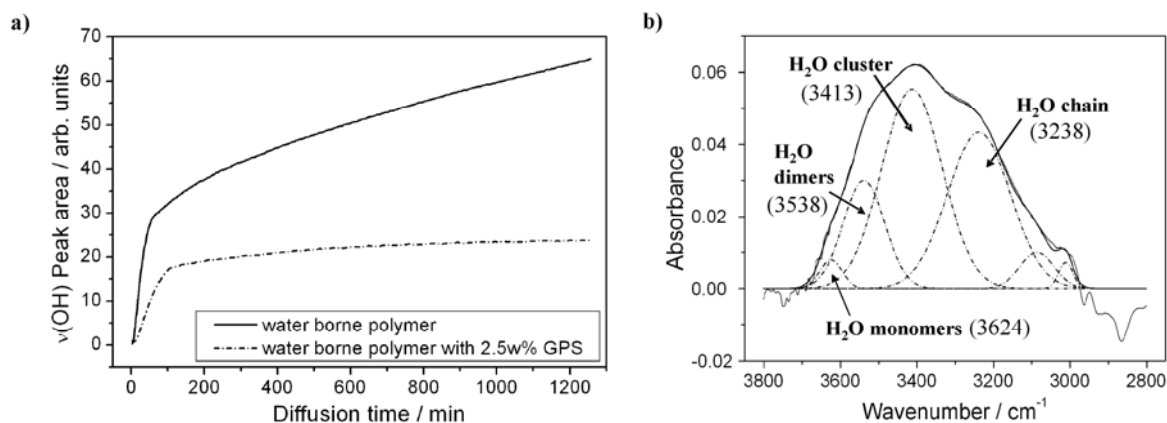 a)
ν(OH) Peak area / arb. units
70
60
50
40
30
20
10
0
water borne polymer
water borne polymer with 2.5w% GPS
0 200 400 600 800 1000 1200
Diffusion time / min
b)
Absorbance
0.06
0.04
0.02
0.00
-0.02
H₂O cluster
(3413)
H₂O chain
(3238)
H₂O
dimers
(3538)
H₂O monomers (3624)
3800 3600 3400 3200 3000 2800
Wavenumber / cm⁻¹